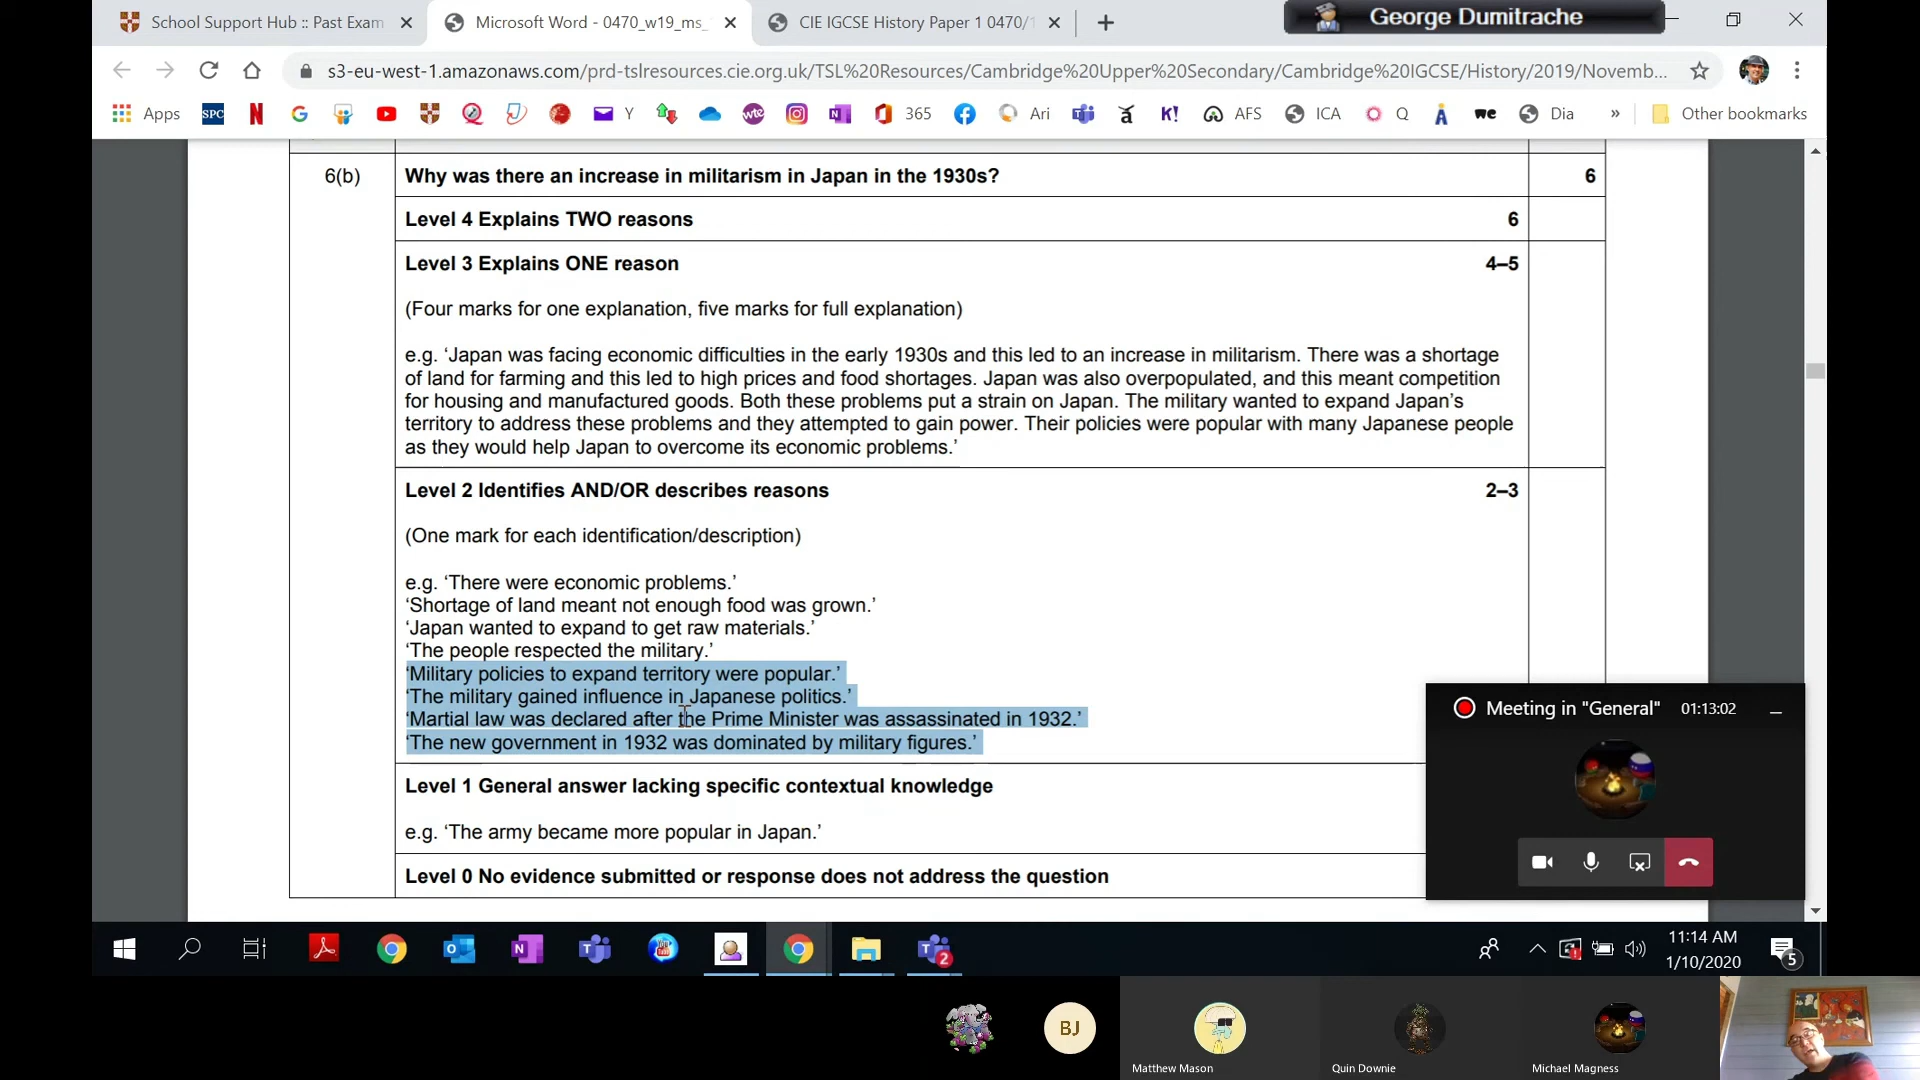 School Support Hub :: Past Exam
Microsoft Word - 0470_w19_ms_
CIE IGCSE History Paper 1 0470/1
George Dumitrache
s3-eu-west-1.amazonaws.com/prd-tslresources.cie.org.uk/TSL%20Resources/Cambridge%20Upper%20Secondary/Cambridge%20IGCSE/History/2019/Novemb...
Apps SPC N G 365 Ari K! AFS ICA Q we Dia » Other bookmarks
6(b) Why was there an increase in militarism in Japan in the 1930s? 6
Level 4 Explains TWO reasons 6
Level 3 Explains ONE reason 4–5
(Four marks for one explanation, five marks for full explanation)
e.g. ‘Japan was facing economic difficulties in the early 1930s and this led to an increase in militarism. There was a shortage
of land for farming and this led to high prices and food shortages. Japan was also overpopulated, and this meant competition
for housing and manufactured goods. Both these problems put a strain on Japan. The military wanted to expand Japan’s
territory to address these problems and they attempted to gain power. Their policies were popular with many Japanese people
as they would help Japan to overcome its economic problems.’
Level 2 Identifies AND/OR describes reasons 2–3
(One mark for each identification/description)
e.g. ‘There were economic problems.’
‘Shortage of land meant not enough food was grown.’
‘Japan wanted to expand to get raw materials.’
‘The people respected the military.’
‘Military policies to expand territory were popular.’
‘The military gained influence in Japanese politics.’
‘Martial law was declared after the Prime Minister was assassinated in 1932.’
‘The new government in 1932 was dominated by military figures.’
Level 1 General answer lacking specific contextual knowledge
e.g. ‘The army became more popular in Japan.’
Level 0 No evidence submitted or response does not address the question
Meeting in "General" 01:13:02
2
11:14 AM
1/10/2020
5
BJ
Matthew Mason
Quin Downie
Michael Magness